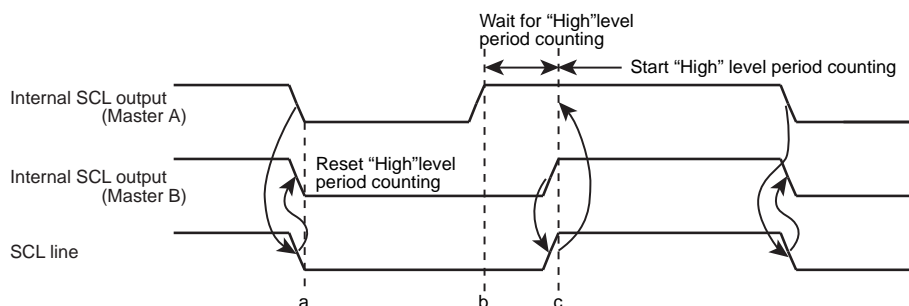 Wait for “High”level
period counting
Start “High” level period counting
Internal SCL output
(Master A)
Reset “High”level
period counting
Internal SCL output
(Master B)
SCL line
a
b
c